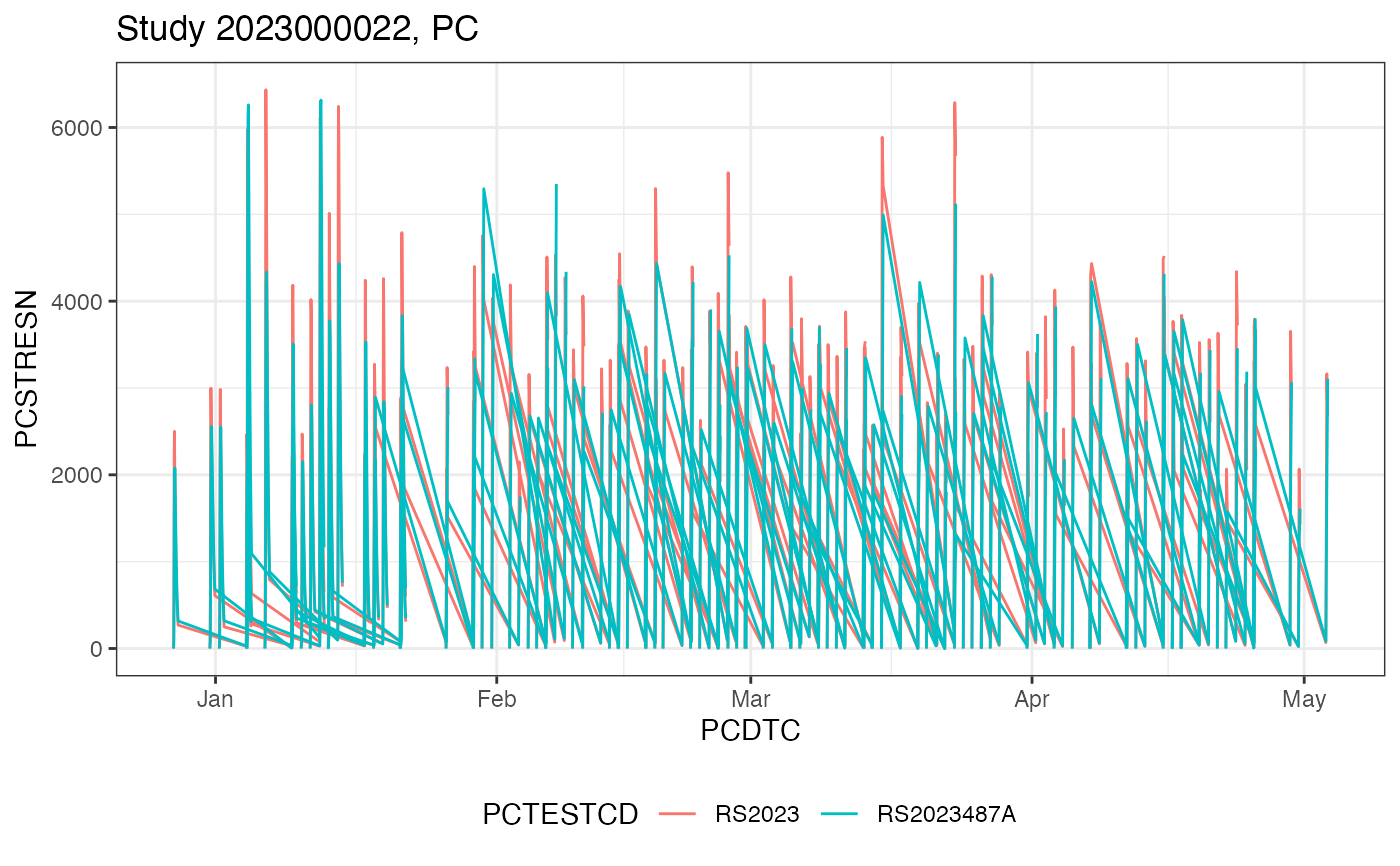 Study 2023000022, PC
PCSTRESN
6000
4000
2000
0
Jan Feb Mar Apr May
PCDTC
PCTESTCD RS2023 RS2023487A